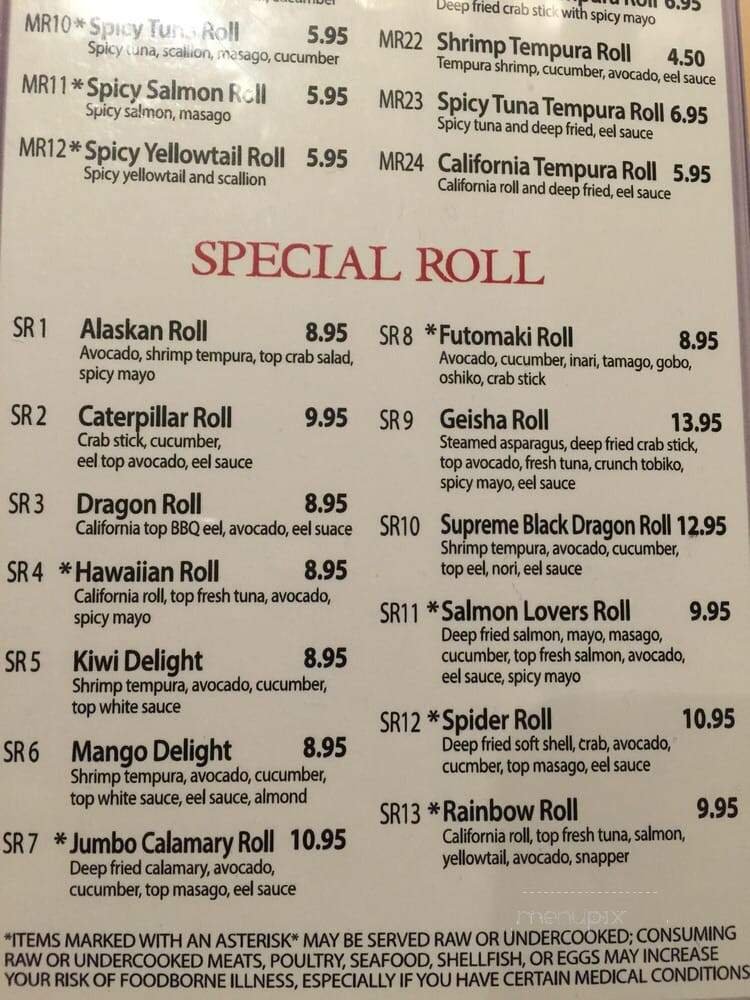 MR10 * Spicy Tuna Roll 5.95
Spicy tuna, scallion, masago, cucumber
MR11 * Spicy Salmon Roll 5.95
Spicy salmon, masago
MR12 * Spicy Yellowtail Roll 5.95
Spicy yellowtail and scallion
Roll 6.95
Deep fried crab stick with spicy mayo
MR22 Shrimp Tempura Roll 4.50
Tempura shrimp, cucumber, avocado, eel sauce
MR23 Spicy Tuna Tempura Roll 6.95
Spicy tuna and deep fried, eel sauce
MR24 California Tempura Roll 5.95
California roll and deep fried, eel sauce
SPECIAL ROLL
SR 1 Alaskan Roll 8.95
Avocado, shrimp tempura, top crab salad,
spicy mayo
SR 2 Caterpillar Roll 9.95
Crab stick, cucumber,
eel top avocado, eel sauce
SR 3 Dragon Roll 8.95
California top BBQ eel, avocado, eel suace
SR 4 * Hawaiian Roll 8.95
California roll, top fresh tuna, avocado,
spicy mayo
SR 5 Kiwi Delight 8.95
Shrimp tempura, avocado, cucumber,
top white sauce
SR 6 Mango Delight 8.95
Shrimp tempura, avocado, cucumber,
top white sauce, eel sauce, almond
SR 7 * Jumbo Calamary Roll 10.95
Deep fried calamary, avocado,
cucumber, top masago, eel sauce
SR 8 * Futomaki Roll 8.95
Avocado, cucumber, inari, tamago, gobo,
oshiko, crab stick
SR 9 Geisha Roll 13.95
Steamed asparagus, deep fried crab stick,
top avocado, fresh tuna, crunch tobiko,
spicy mayo, eel sauce
SR10 Supreme Black Dragon Roll 12.95
Shrimp tempura, avocado, cucumber,
top eel, nori, eel sauce
SR11 * Salmon Lovers Roll 9.95
Deep fried salmon, mayo, masago,
cucumber, top fresh salmon, avocado,
eel sauce, spicy mayo
SR12 * Spider Roll 10.95
Deep fried soft shell, crab, avocado,
cucmber, top masago, eel sauce
SR13 * Rainbow Roll 9.95
California roll, top fresh tuna, salmon,
yellowtail, avocado, snapper
menupix
*ITEMS MARKED WITH AN ASTERISK* MAY BE SERVED RAW OR UNDERCOOKED; CONSUMING
RAW OR UNDERCOOKED MEATS, POULTRY, SEAFOOD, SHELLFISH, OR EGGS MAY INCREASE
YOUR RISK OF FOODBORNE ILLNESS, ESPECIALLY IF YOU HAVE CERTAIN MEDICAL CONDITIONS